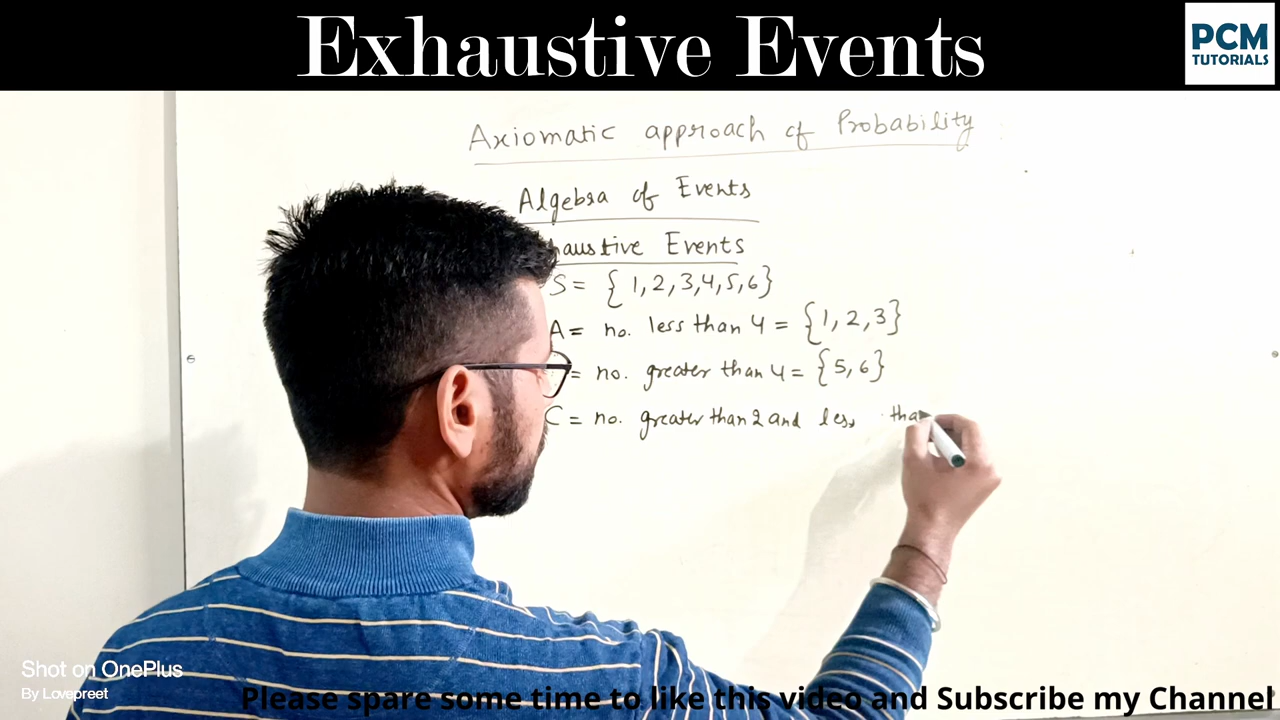 Exhaustive Events
PCM
TUTORIALS
Axiomatic approach of Probability
Algebra of Events
haustive Events
S = { 1,2,3,4,5,6}
A = no. less than 4 = {1, 2, 3}
= no. greater than 4 = {5, 6}
C = no. greater than 2 and less tha
Shot on OnePlus
By Lovepreet
Please spare some time to like this video and Subscribe my Channel